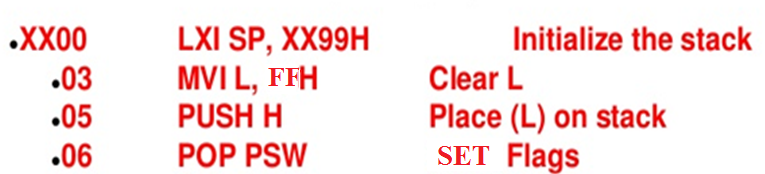 •XX00 LXI SP, XX99H Initialize the stack
•03 MVI L, FFH Clear L
•05 PUSH H Place (L) on stack
•06 POP PSW SET Flags